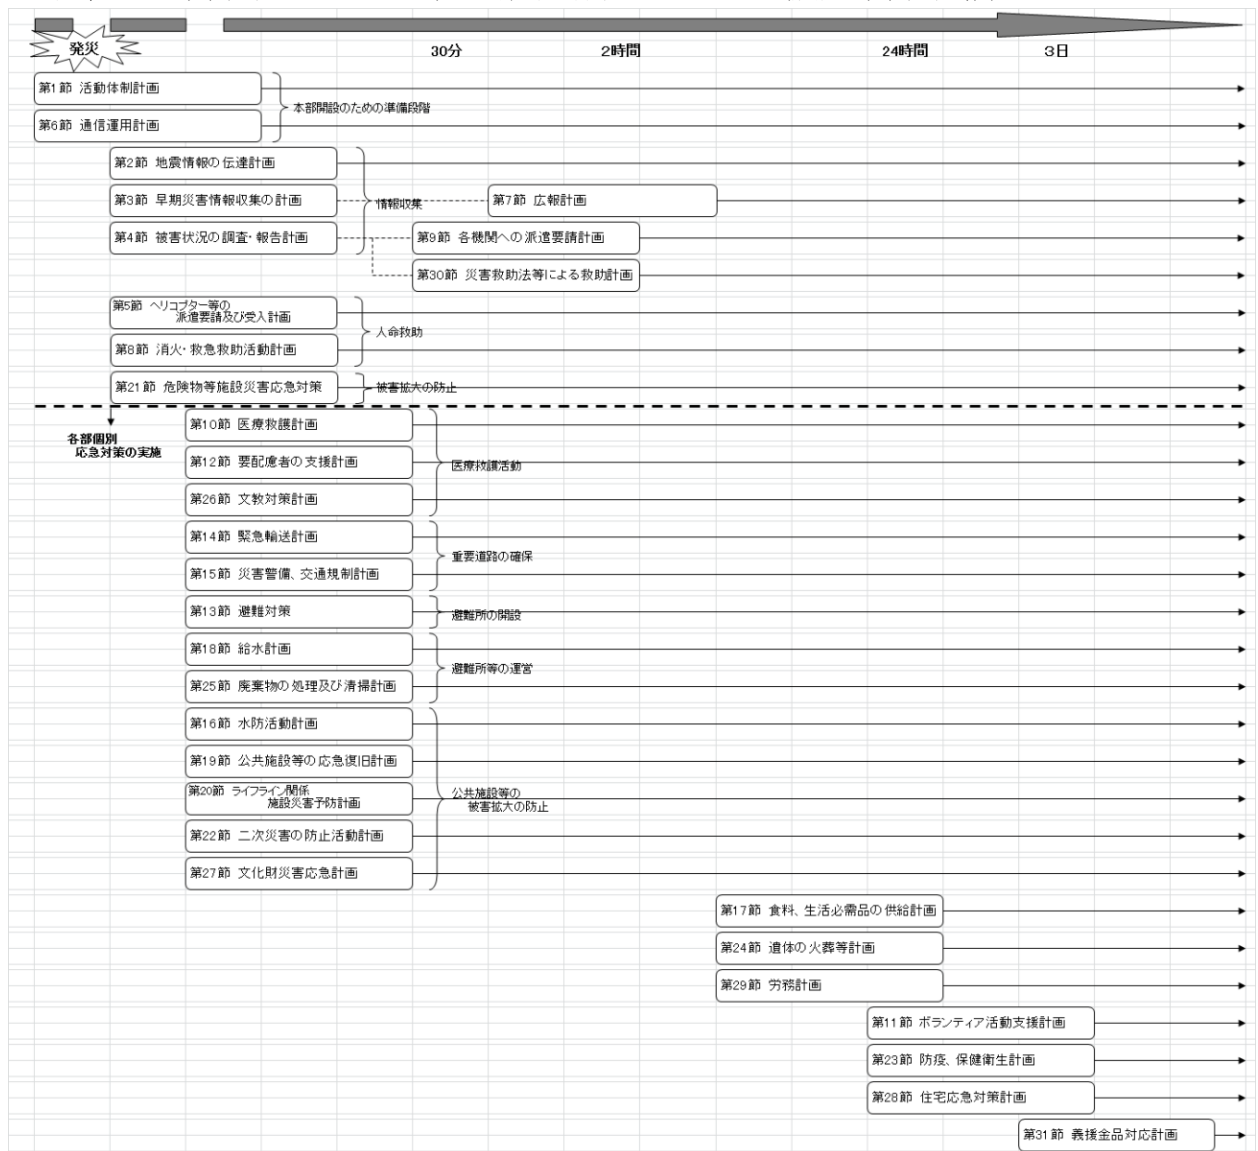 発災
30分 2時間 24時間 3日
第1節 活動体制計画
本部開設のための準備段階
第6節 通信運用計画
第2節 地震情報の伝達計画
第3節 早期災害情報収集の計画
情報収集
第7節 広報計画
第4節 被害状況の調査・報告計画
第9節 各機関への派遣要請計画
第30節 災害救助法等による救助計画
第5節 ヘリコプター等の
派遣要請及び受入計画
人命救助
第8節 消火・救急救助活動計画
第21節 危険物等施設災害応急対策
被害拡大の防止
各部個別
応急対策の実施
第10節 医療救護計画
第12節 要配慮者の支援計画
医療救護活動
第26節 文教対策計画
第14節 緊急輸送計画
重要道路の確保
第15節 災害警備、交通規制計画
第13節 避難対策
避難所の開設
第18節 給水計画
避難所等の運営
第25節 廃棄物の処理及び清掃計画
第16節 水防活動計画
第19節 公共施設等の応急復旧計画
第20節 ライフライン関係
施設災害予防計画
公共施設等の
被害拡大の防止
第22節 二次災害の防止活動計画
第27節 文化財災害応急計画
第17節 食料、生活必需品の供給計画
第24節 遺体の火葬等計画
第29節 労務計画
第11節 ボランティア活動支援計画
第23節 防疫、保健衛生計画
第28節 住宅応急対策計画
第31節 義援金品対応計画